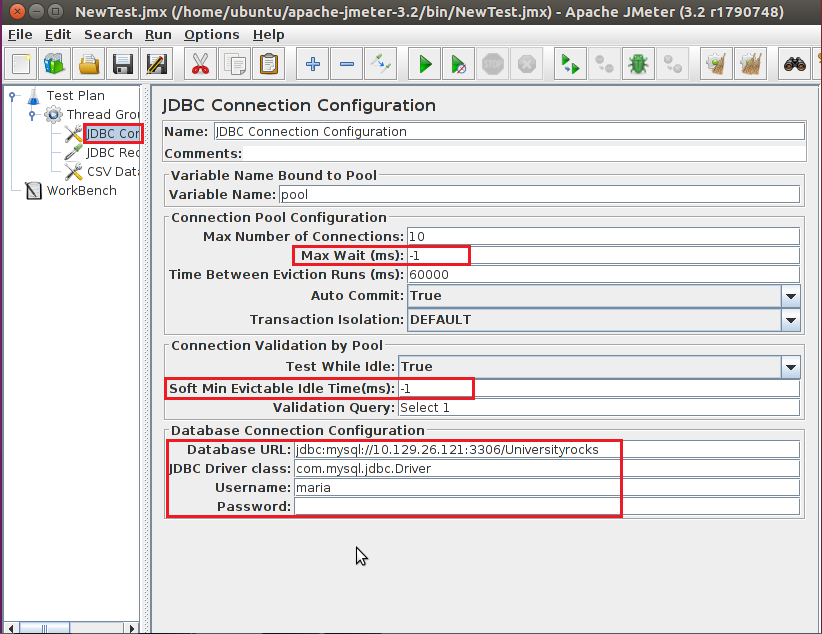 NewTest.jmx (/home/ubuntu/apache-jmeter-3.2/bin/NewTest.jmx) - Apache JMeter (3.2 r1790748)
File Edit Search Run Options Help
STOP
Test Plan
Thread Grou
JDBC Con
JDBC Rec
CSV Data
WorkBench
JDBC Connection Configuration
Name: JDBC Connection Configuration
Comments:
Variable Name Bound to Pool
Variable Name: pool
Connection Pool Configuration
Max Number of Connections: 10
Max Wait (ms): -1
Time Between Eviction Runs (ms): 60000
Auto Commit: True
Transaction Isolation: DEFAULT
Connection Validation by Pool
Test While Idle: True
Soft Min Evictable Idle Time(ms): -1
Validation Query: Select 1
Database Connection Configuration
Database URL: jdbc:mysql://10.129.26.121:3306/Universityrocks
JDBC Driver class: com.mysql.jdbc.Driver
Username: maria
Password: